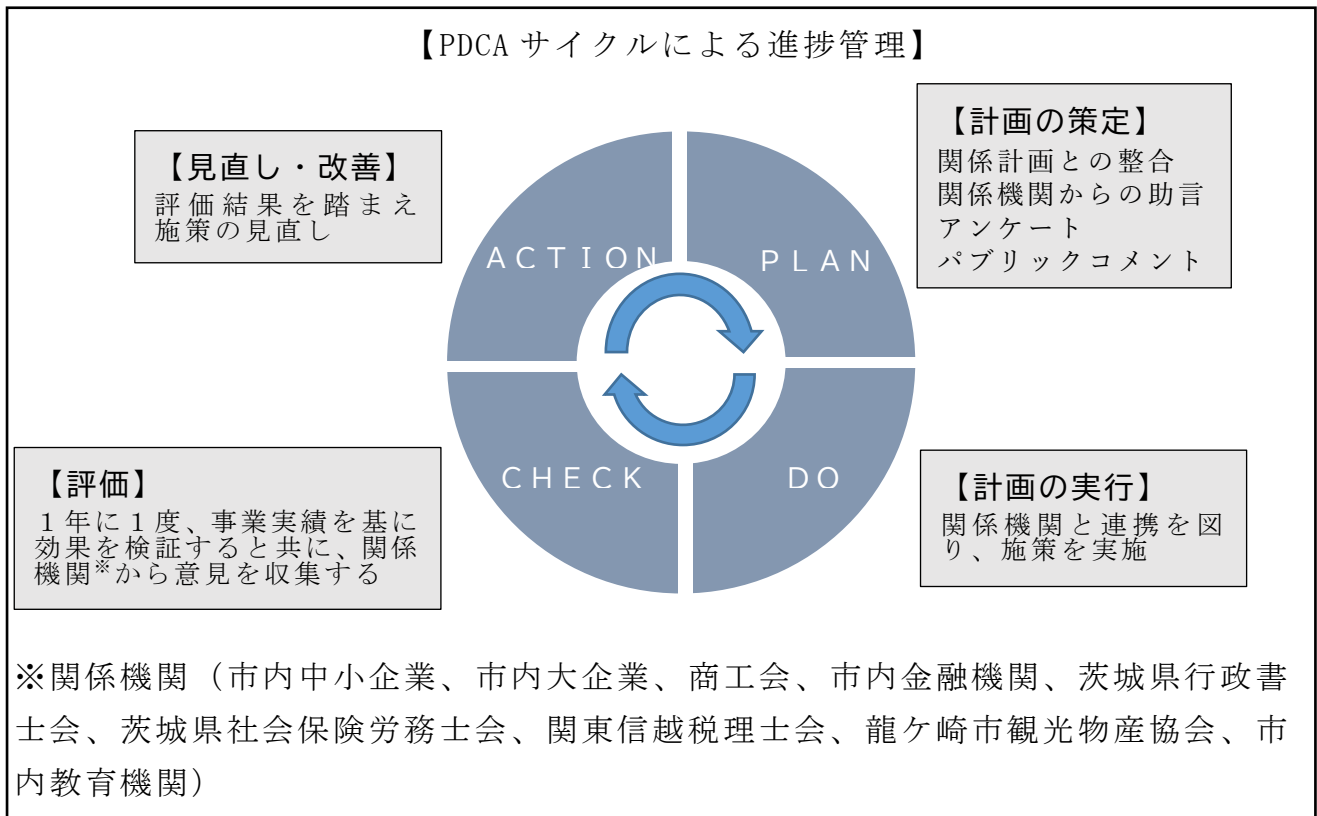 【PDCAサイクルによる進捗管理】
【見直し・改善】
評価結果を踏まえ
施策の見直し
【計画の策定】
関係計画との整合
関係機関からの助言
アンケート
パブリックコメント
ACTION
PLAN
CHECK
DO
【評価】
1年に1度、事業実績を基に
効果を検証すると共に、関係
機関※から意見を収集する
【計画の実行】
関係機関と連携を図
り、施策を実施
※関係機関(市内中小企業、市内大企業、商工会、市内金融機関、茨城県行政書
士会、茨城県社会保険労務士会、関東信越税理士会、龍ケ崎市観光物産協会、市
内教育機関)